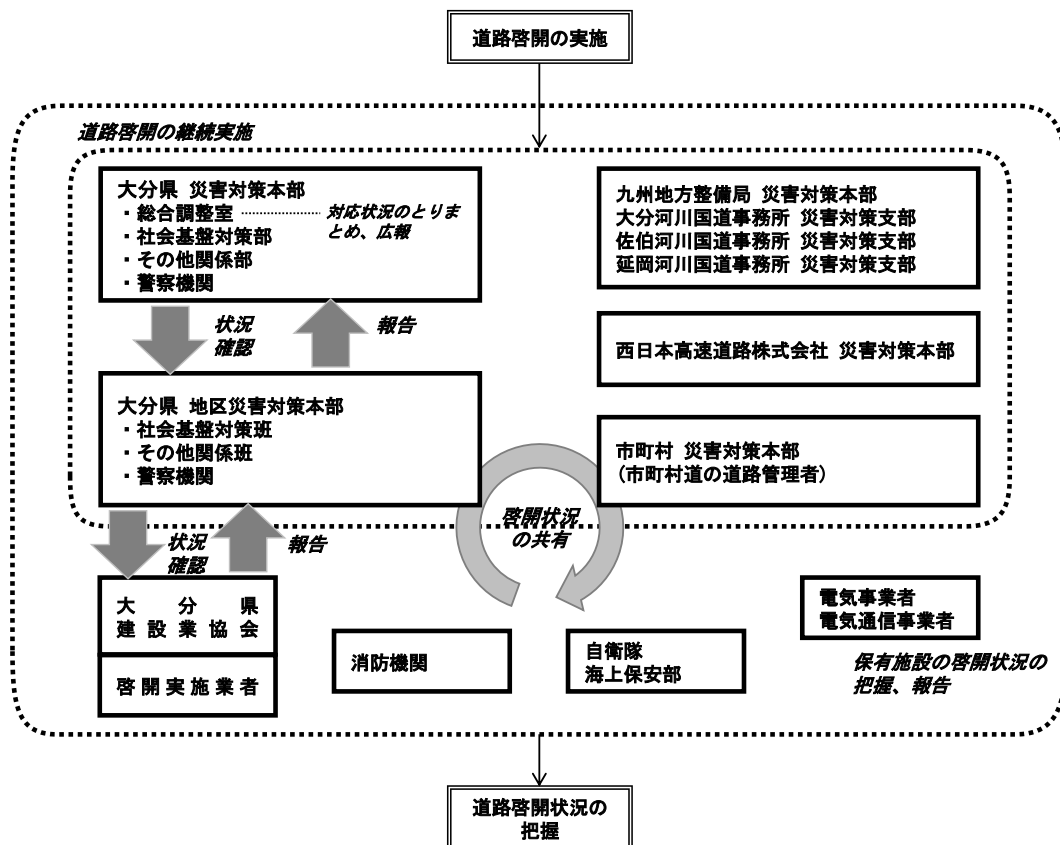 道路啓開の実施
道路啓開の継続実施
大分県 災害対策本部
・総合調整室
・社会基盤対策部
・その他関係部
・警察機関
対応状況のとりま
とめ、広報
九州地方整備局 災害対策本部
大分河川国道事務所 災害対策支部
佐伯河川国道事務所 災害対策支部
延岡河川国道事務所 災害対策支部
状況
確認
報告
西日本高速道路株式会社 災害対策本部
大分県 地区災害対策本部
・社会基盤対策班
・その他関係班
・警察機関
市町村 災害対策本部
(市町村道の道路管理者)
啓開状況
の共有
状況
確認
報告
大分県
建設業協会
啓開実施業者
消防機関
自衛隊
海上保安部
電気事業者
電気通信事業者
保有施設の啓開状況の
把握、報告
道路啓開状況の
把握